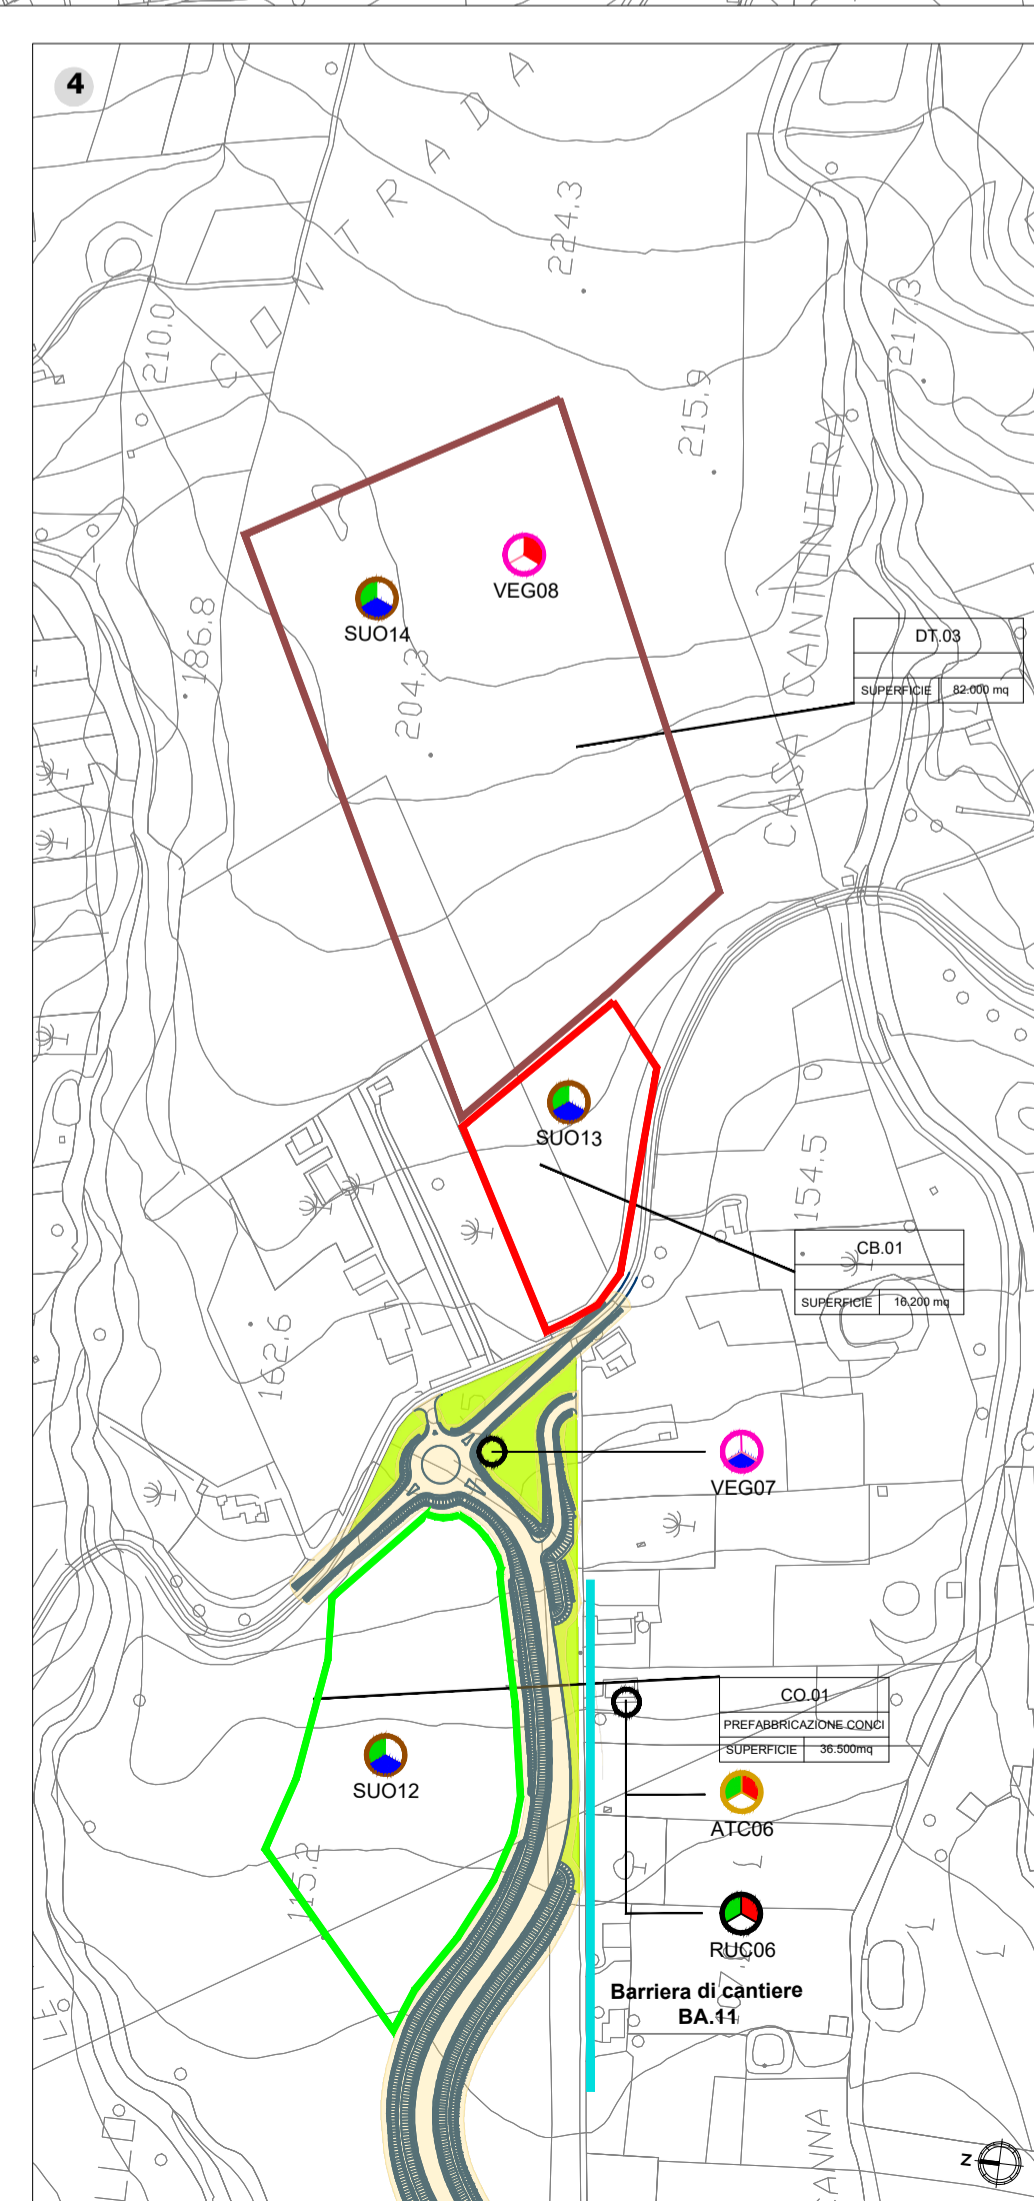 4
C O N T R A D A
224.3
210.0
217.3
215.9
CASA CANTONIERA
VEG08
SUO14
186.8
204.3
DT.03
SUPERFICIE 82.000 mq
SUO13
154.5
CB.01
SUPERFICIE 16.200 mq
162.6
VEG07
CO.01
PREFABBRICAZIONE CONCI
SUPERFICIE 36.500mq
SUO12
ATC06
115.2
RUC06
Barriera di cantiere
BA.11
Z